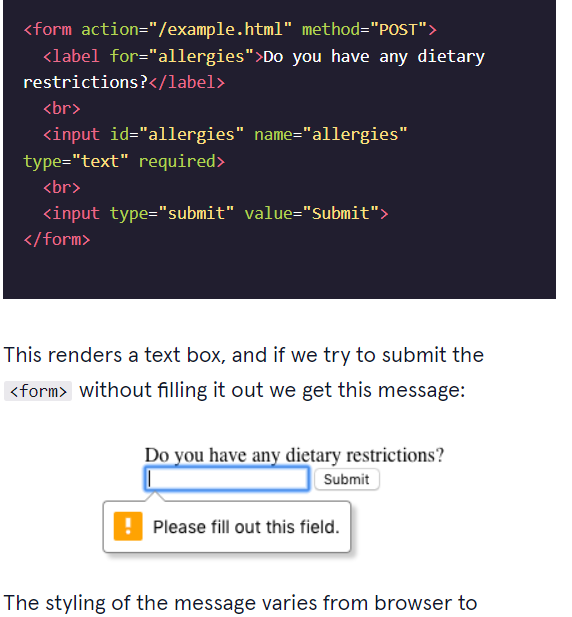 <form action="/example.html" method="POST">
<label for="allergies">Do you have any dietary
restrictions?</label>
<br>
<input id="allergies" name="allergies"
type="text" required>
<br>
<input type="submit" value="Submit">
</form>
This renders a text box, and if we try to submit the
<form> without filling it out we get this message:
Do you have any dietary restrictions?
Submit
! Please fill out this field.
The styling of the message varies from browser to